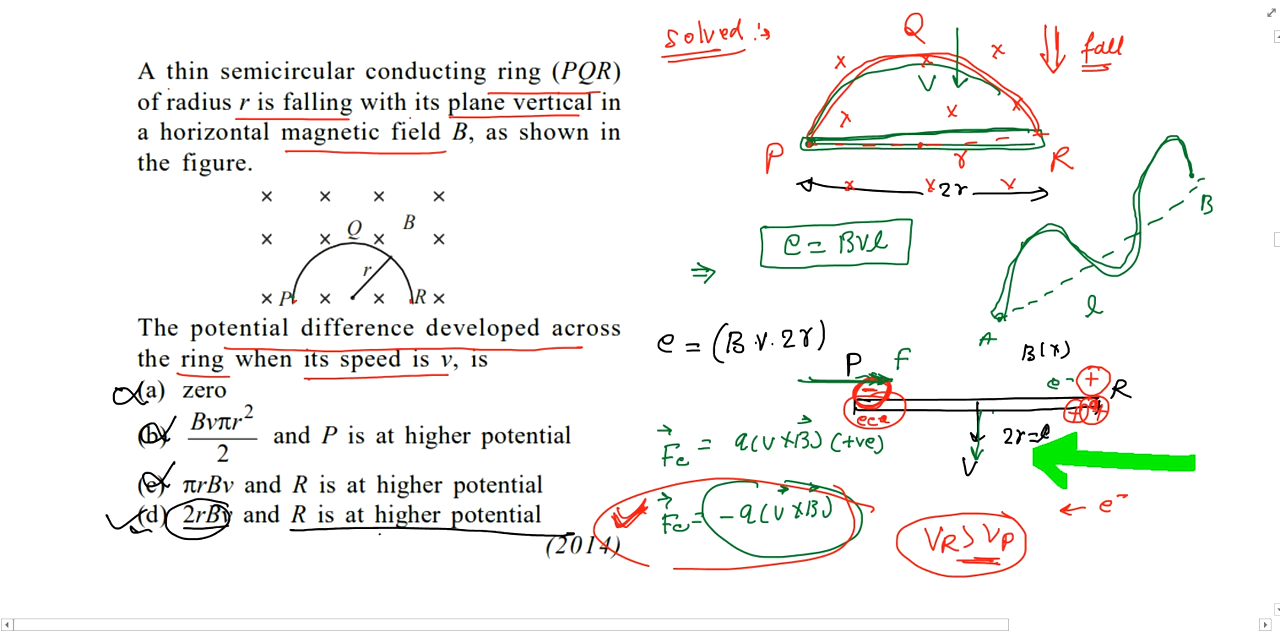 A thin semicircular conducting ring (PQR)
of radius r is falling with its plane vertical in
a horizontal magnetic field B, as shown in
the figure.
× × × ×
Q B
× × × ×
r
× P × × R ×
The potential difference developed across
the ring when its speed is v, is
(a) zero
(b) Bvπr²/2 and P is at higher potential
(c) πrBv and R is at higher potential
(d) 2rBv and R is at higher potential
(2014)
Solved :→
Q
x x x
fall
V
x x x
P r R
x x x
2r
e = Bvl
⇒
B
l
A
e = (B.v.2r)
B(x)
P f
e⁻ + R
−
2r=l
V
Fe = q(v×B) (+ve)
← e⁻
Fe = −q(v×B)
VR > VP